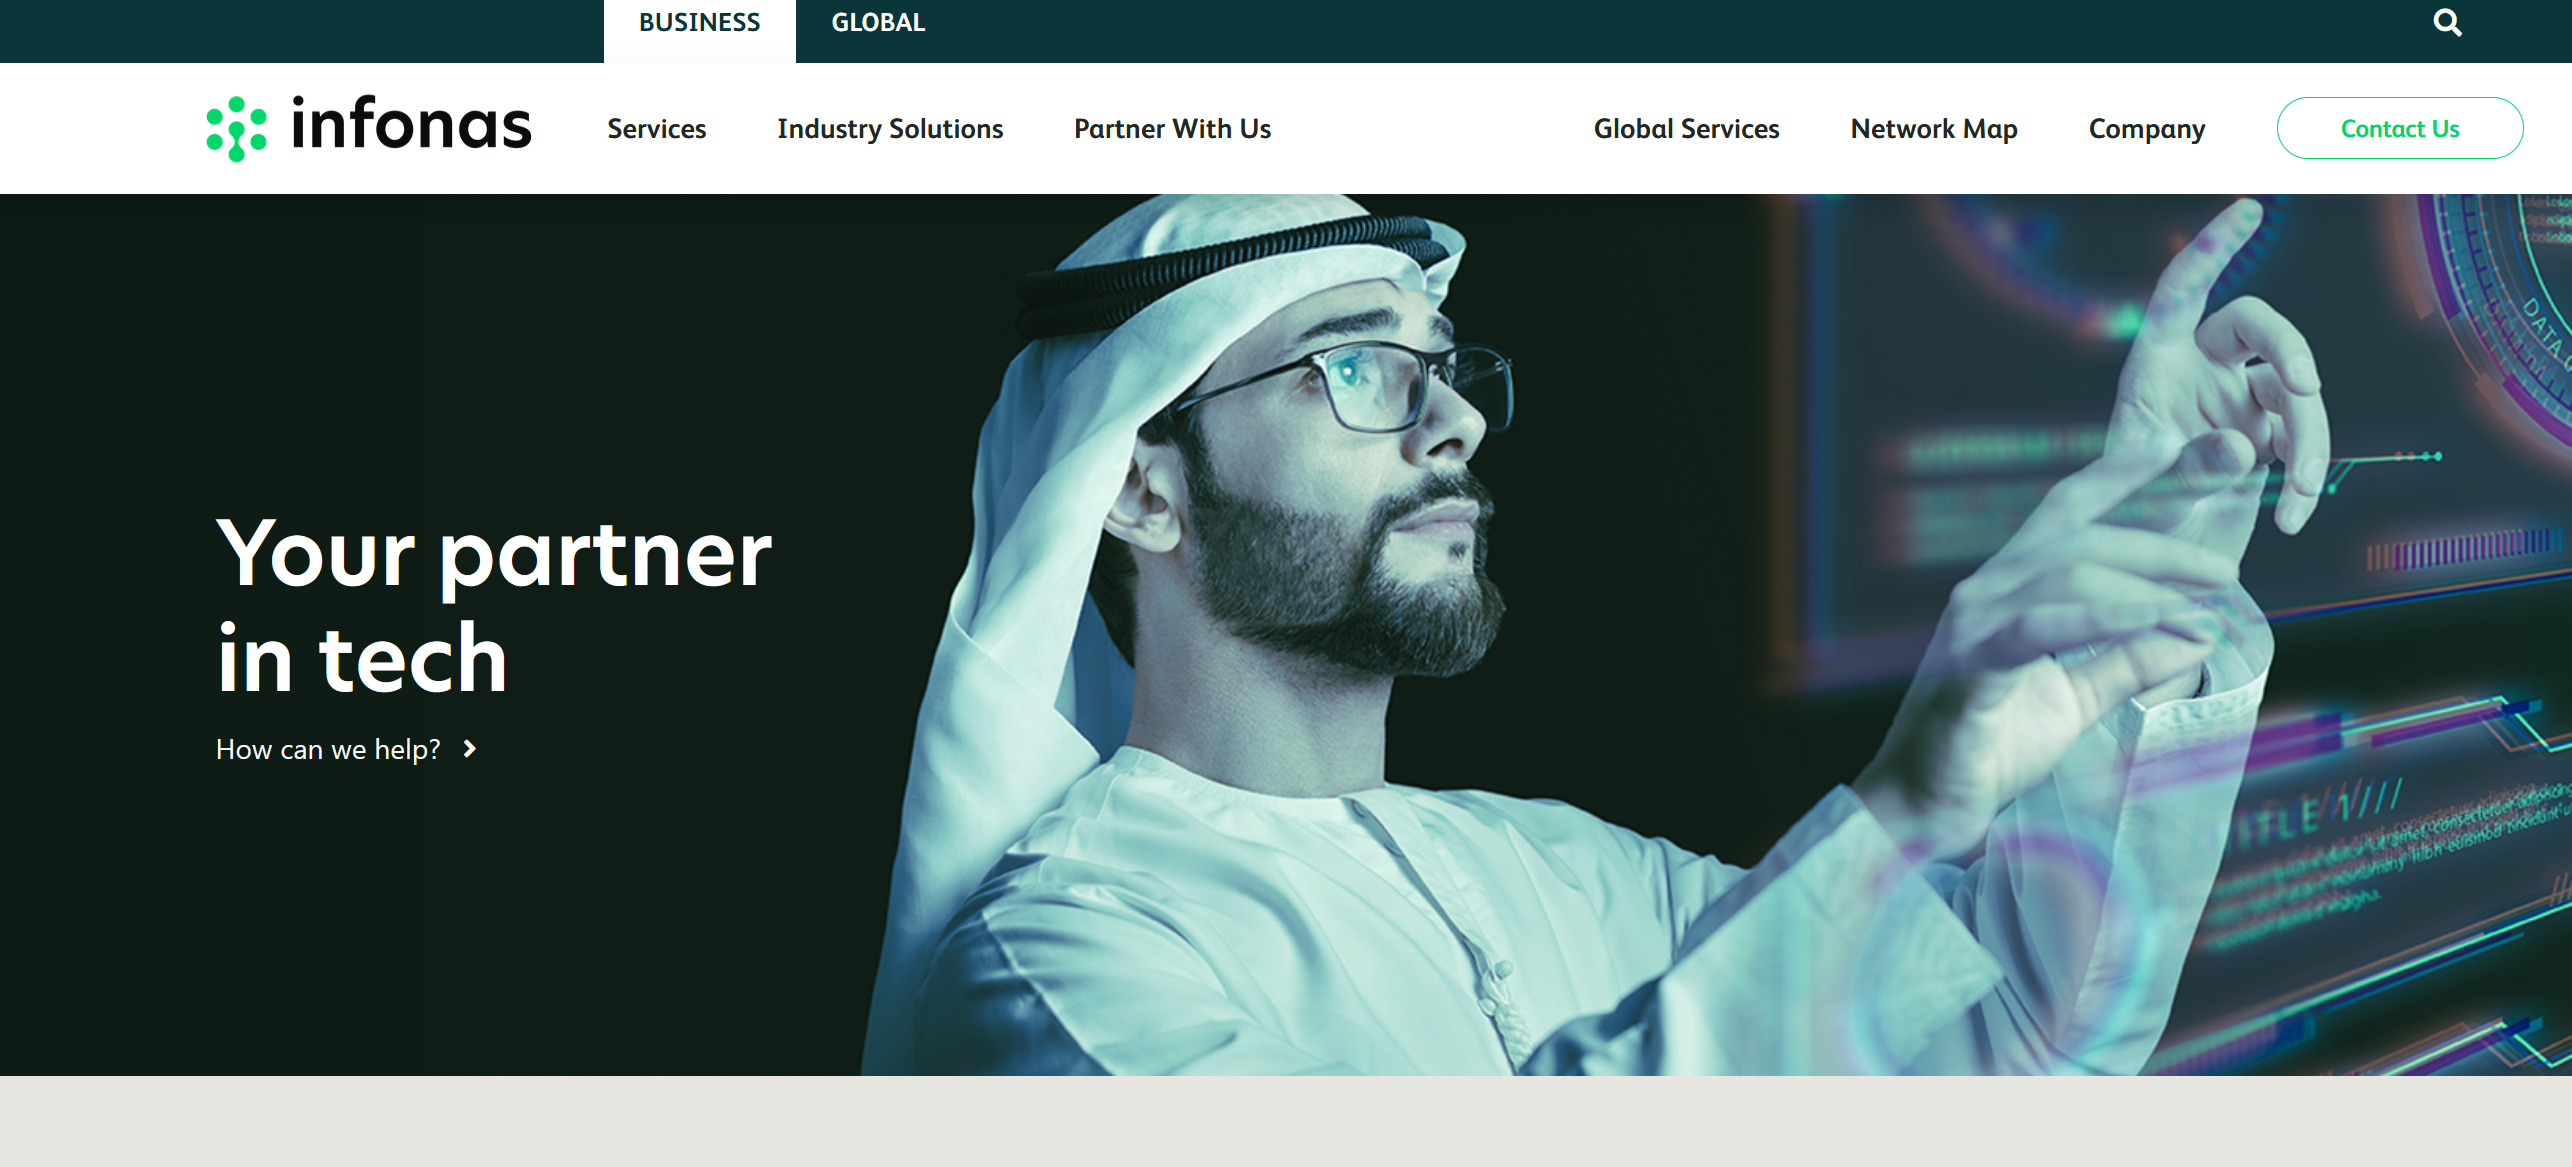 BUSINESS GLOBAL
infonas Services Industry Solutions Partner With Us Global Services Network Map Company Contact Us
Your partner
in tech
How can we help?
DATA